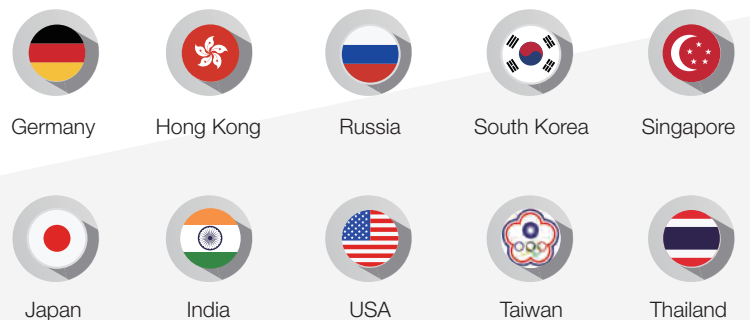 Germany
Hong Kong
Russia
South Korea
Singapore
Japan
India
USA
Taiwan
Thailand